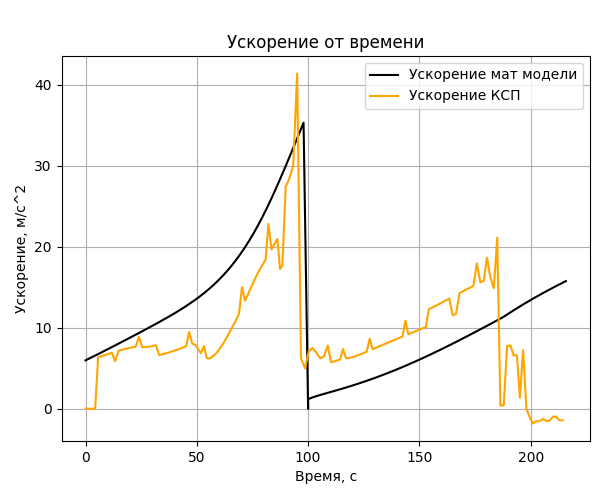 Ускорение от времени
Ускорение мат модели
Ускорение КСП
Ускорение, м/с^2
40
30
20
10
0
0 50 100 150 200
Время, с